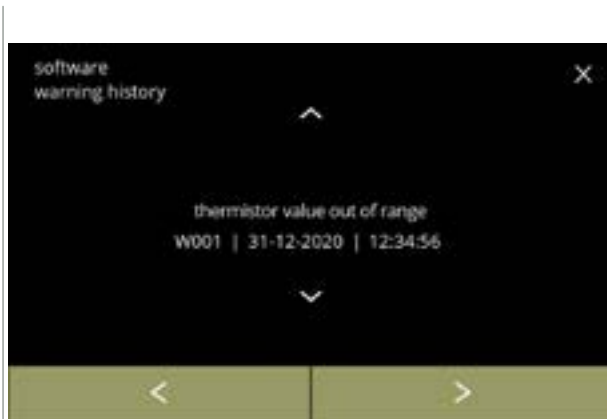 software
warning history
thermistor value out of range
W001 | 31-12-2020 | 12:34:56